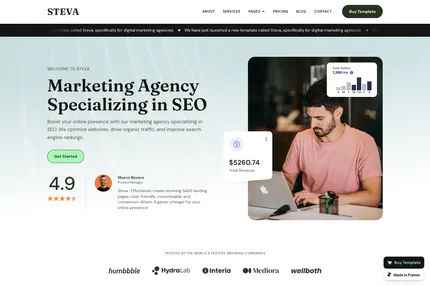 STEVA
ABOUT
SERVICES
PAGES
PRICING
BLOG
CONTACT
Buy Template
template called Steva, specifically for digital marketing agencies.
We have just launched a new template called Steva, specifically for digital marketing agencies.
WELCOME TO STEVA
Marketing Agency
Specializing in SEO
Boost your online presence with our marketing agency specializing in
SEO. We optimize websites, drive organic traffic, and improve search
engine rankings.
Get Started
4.9
Marco Brown
Product Manager
Steva : Effortlessly create stunning SAAS landing
pages. User-friendly, customizable and
conversion-driven. A game-changer for your
online presence!
$5260.74
Total Revenue
TRUSTED BY THE WORLD'S FASTEST GROWING COMPANIES
humbbble
HydroLab
Interia
Mediora
wellboth
Buy Template
Made in Framer